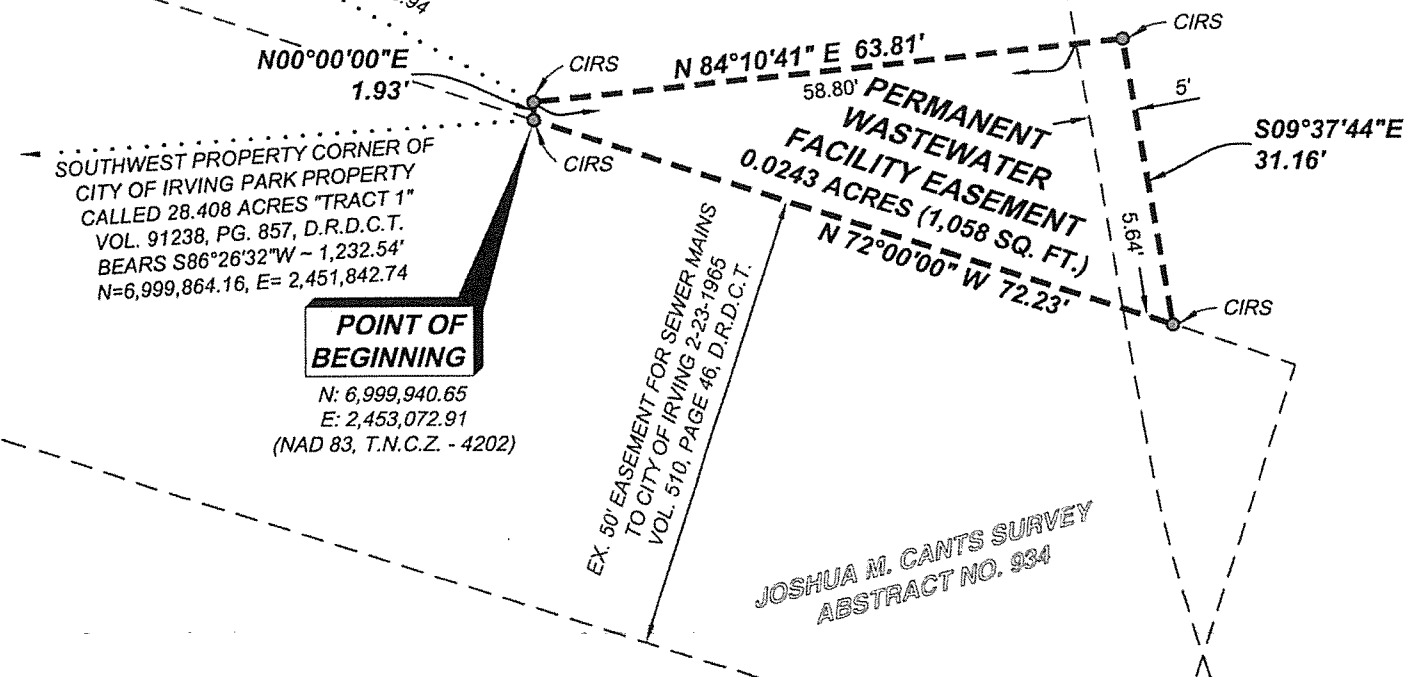 N00°00'00"E
1.93'
CIRS
N 84°10'41" E 63.81'
58.80'
CIRS
5'
S09°37'44"E
31.16'
PERMANENT
WASTEWATER
FACILITY EASEMENT
0.0243 ACRES (1,058 SQ. FT.)
N 72°00'00" W 72.23'
5.64'
CIRS
CIRS
SOUTHWEST PROPERTY CORNER OF
CITY OF IRVING PARK PROPERTY
CALLED 28.408 ACRES "TRACT 1"
VOL. 91238, PG. 857, D.R.D.C.T.
BEARS S86°26'32"W ~ 1,232.54'
N=6,999,864.16, E= 2,451,842.74
POINT OF
BEGINNING
N: 6,999,940.65
E: 2,453,072.91
(NAD 83, T.N.C.Z. - 4202)
EX. 50' EASEMENT FOR SEWER MAINS
TO CITY OF IRVING 2-23-1965
VOL. 510, PAGE 46, D.R.D.C.T.
JOSHUA M. CANTS SURVEY
ABSTRACT NO. 934